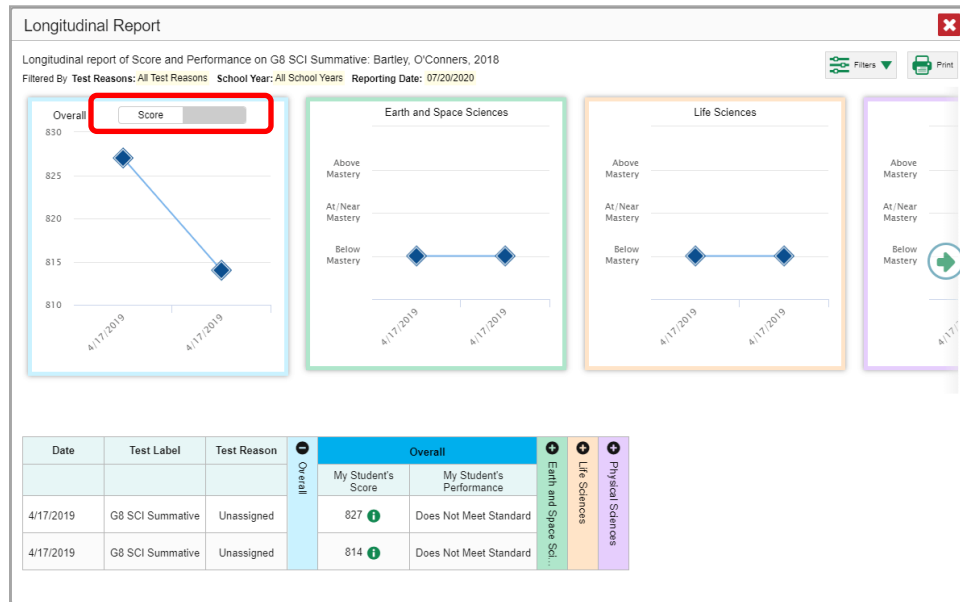 Longitudinal Report
Longitudinal report of Score and Performance on G8 SCI Summative: Bartley, O'Conners, 2018
Filtered By Test Reasons: All Test Reasons School Year: All School Years Reporting Date: 07/20/2020
Filters
Print
Overall
Score
830
825
820
815
810
4/17/2019
4/17/2019
Earth and Space Sciences
Above
Mastery
At/Near
Mastery
Below
Mastery
4/17/2019
4/17/2019
Life Sciences
Above
Mastery
At/Near
Mastery
Below
Mastery
4/17/2019
4/17/2019
Above
Mastery
At/Near
Mastery
Below
Mastery
Date
Test Label
Test Reason
Overall
Overall
My Student's
Score
My Student's
Performance
Earth and Space Sci...
Life Sciences
Physical Sciences
4/17/2019 G8 SCI Summative Unassigned 827 Does Not Meet Standard
4/17/2019 G8 SCI Summative Unassigned 814 Does Not Meet Standard